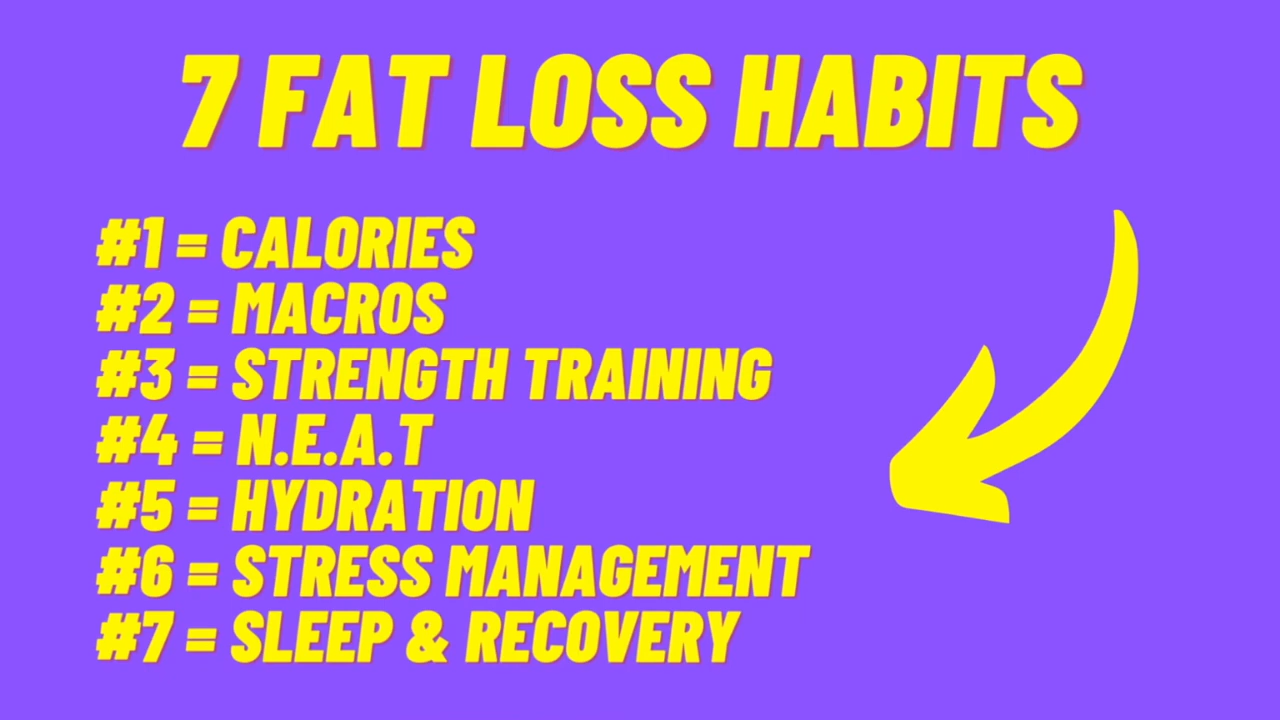 7 FAT LOSS HABITS
#1 = CALORIES
#2 = MACROS
#3 = STRENGTH TRAINING
#4 = N.E.A.T
#5 = HYDRATION
#6 = STRESS MANAGEMENT
#7 = SLEEP & RECOVERY